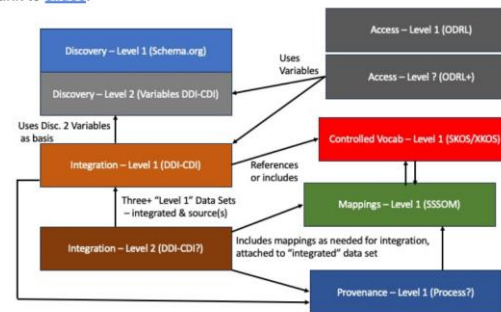 Discovery – Level 1 (Schema.org)
Access – Level 1 (ODRL)
Uses
Variables
Discovery – Level 2 (Variables DDI-CDI)
Access – Level ? (ODRL+)
Uses Disc. 2 Variables
as basis
Integration – Level 1 (DDI-CDI)
Controlled Vocab – Level 1 (SKOS/XKOS)
References
or includes
Three+ "Level 1" Data Sets
– integrated & source(s)
Mappings – Level 1 (SSSOM)
Integration – Level 2 (DDI-CDI?)
Includes mappings as needed for integration,
attached to "integrated" data set
Provenance – Level 1 (Process?)